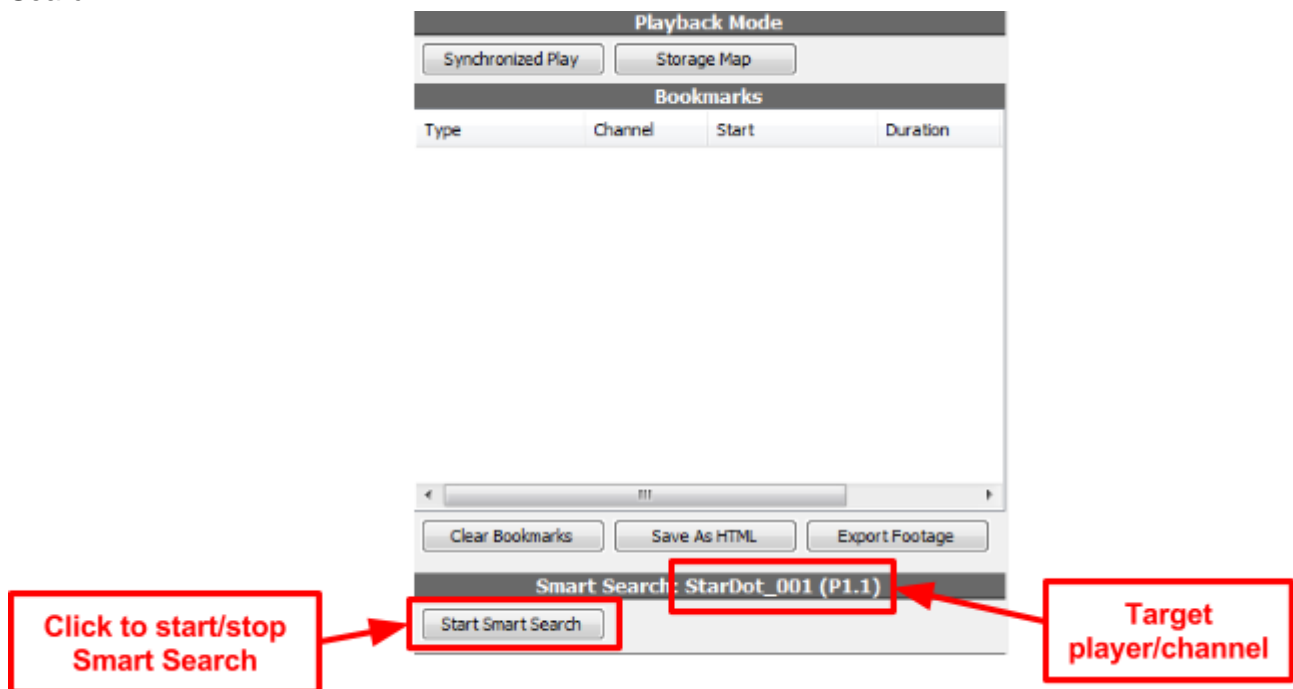 Playback Mode
Synchronized Play Storage Map
Bookmarks
Type Channel Start Duration
Clear Bookmarks Save As HTML Export Footage
Smart Search: StarDot_001 (P1.1)
Start Smart Search
Click to start/stop
Smart Search
Target
player/channel